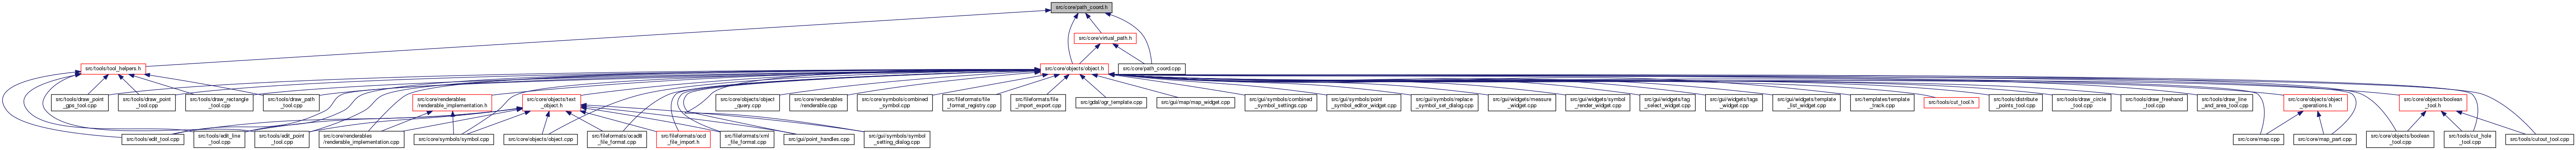 src/core/path_coord.h
src/core/virtual_path.h
src/tools/tool_helpers.h
src/core/objects/object.h
src/core/path_coord.cpp
src/tools/draw_point
_gps_tool.cpp
src/tools/draw_point
_tool.cpp
src/tools/draw_rectangle
_tool.cpp
src/tools/draw_path
_tool.cpp
src/core/renderables
/renderable_implementation.h
src/core/objects/text
_object.h
src/core/objects/object
_query.cpp
src/core/renderables
/renderable.cpp
src/core/symbols/combined
_symbol.cpp
src/fileformats/file
_format_registry.cpp
src/fileformats/file
_import_export.cpp
src/gdal/ogr_template.cpp
src/gui/map/map_widget.cpp
src/gui/symbols/combined
_symbol_settings.cpp
src/gui/symbols/point
_symbol_editor_widget.cpp
src/gui/symbols/replace
_symbol_set_dialog.cpp
src/gui/widgets/measure
_widget.cpp
src/gui/widgets/symbol
_render_widget.cpp
src/gui/widgets/tag
_select_widget.cpp
src/gui/widgets/tags
_widget.cpp
src/gui/widgets/template
_list_widget.cpp
src/templates/template
_track.cpp
src/tools/cut_tool.h
src/tools/distribute
_points_tool.cpp
src/tools/draw_circle
_tool.cpp
src/tools/draw_freehand
_tool.cpp
src/tools/draw_line
_and_area_tool.cpp
src/core/objects/object
_operations.h
src/core/objects/boolean
_tool.h
src/tools/edit_tool.cpp
src/tools/edit_line
_tool.cpp
src/tools/edit_point
_tool.cpp
src/core/renderables
/renderable_implementation.cpp
src/core/symbols/symbol.cpp
src/core/objects/object.cpp
src/fileformats/ocad8
_file_format.cpp
src/fileformats/ocd
_file_import.h
src/fileformats/xml
_file_format.cpp
src/gui/point_handles.cpp
src/gui/symbols/symbol
_setting_dialog.cpp
src/core/map.cpp
src/core/map_part.cpp
src/core/objects/boolean
_tool.cpp
src/tools/cut_hole
_tool.cpp
src/tools/cutout_tool.cpp